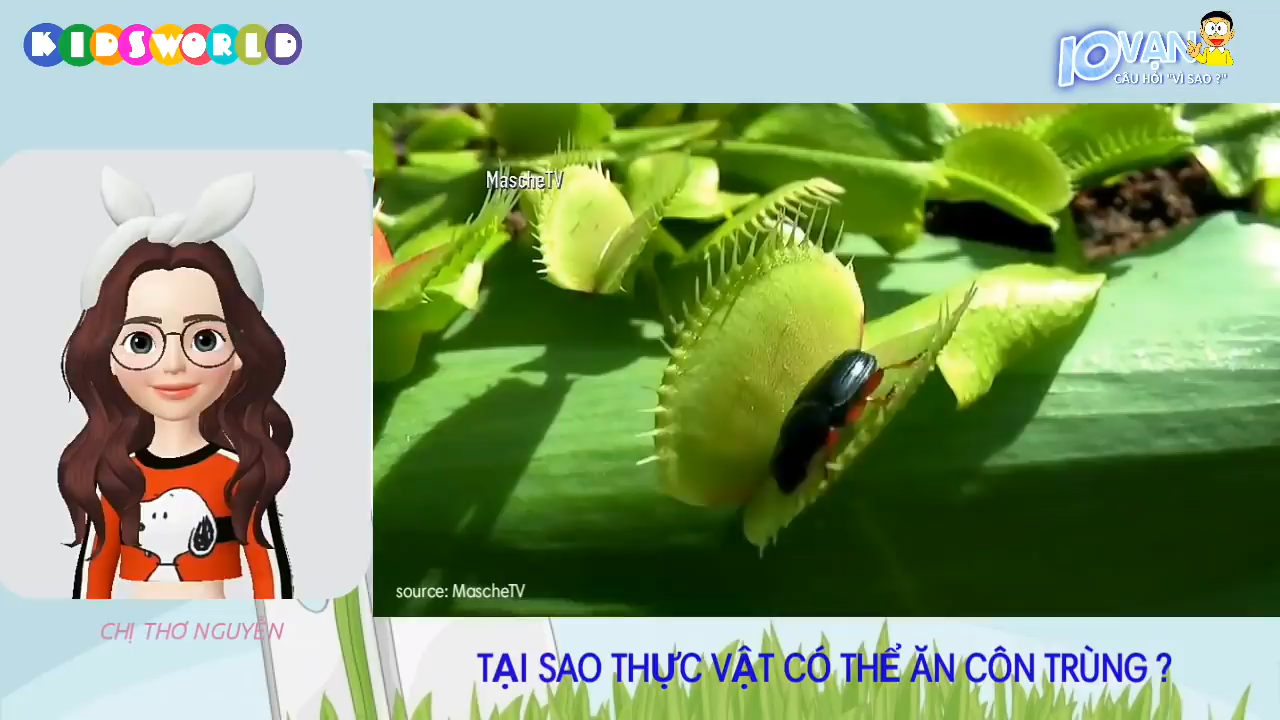 KIDSWORLD
10 VẠN
CÂU HỎI "VÌ SAO ?"
MascheTV
source: MascheTV
CHỊ THƠ NGUYỄN
TẠI SAO THỰC VẬT CÓ THỂ ĂN CÔN TRÙNG ?